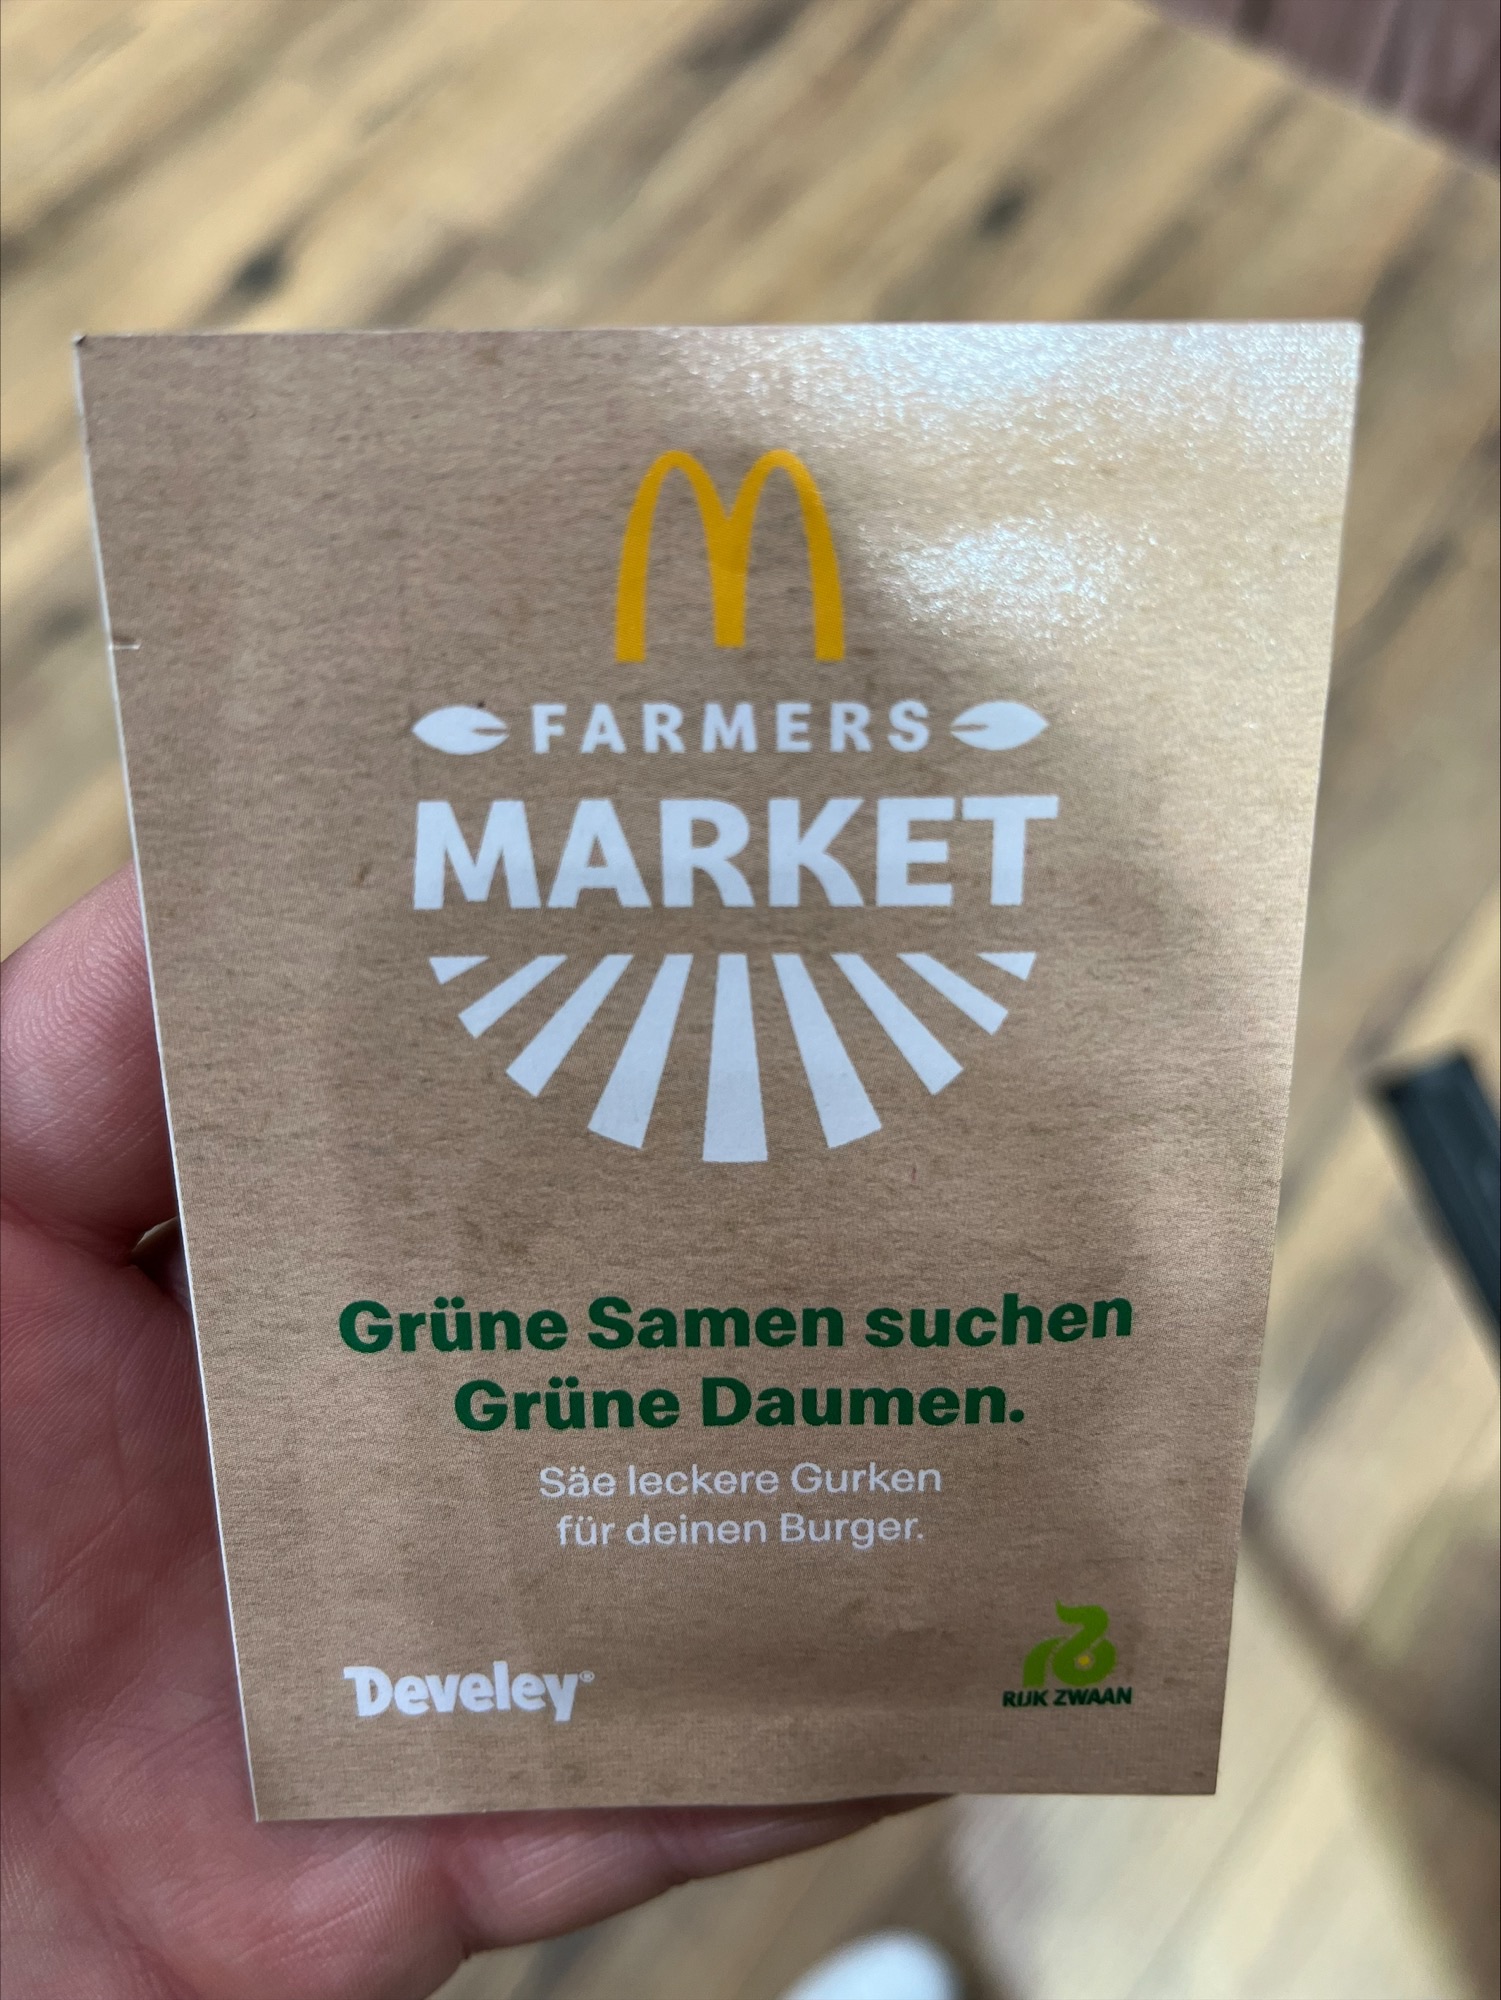 FARMERS
MARKET
Grüne Samen suchen
Grüne Daumen.
Säe leckere Gurken
für deinen Burger.
Develey®
RIJK ZWAAN